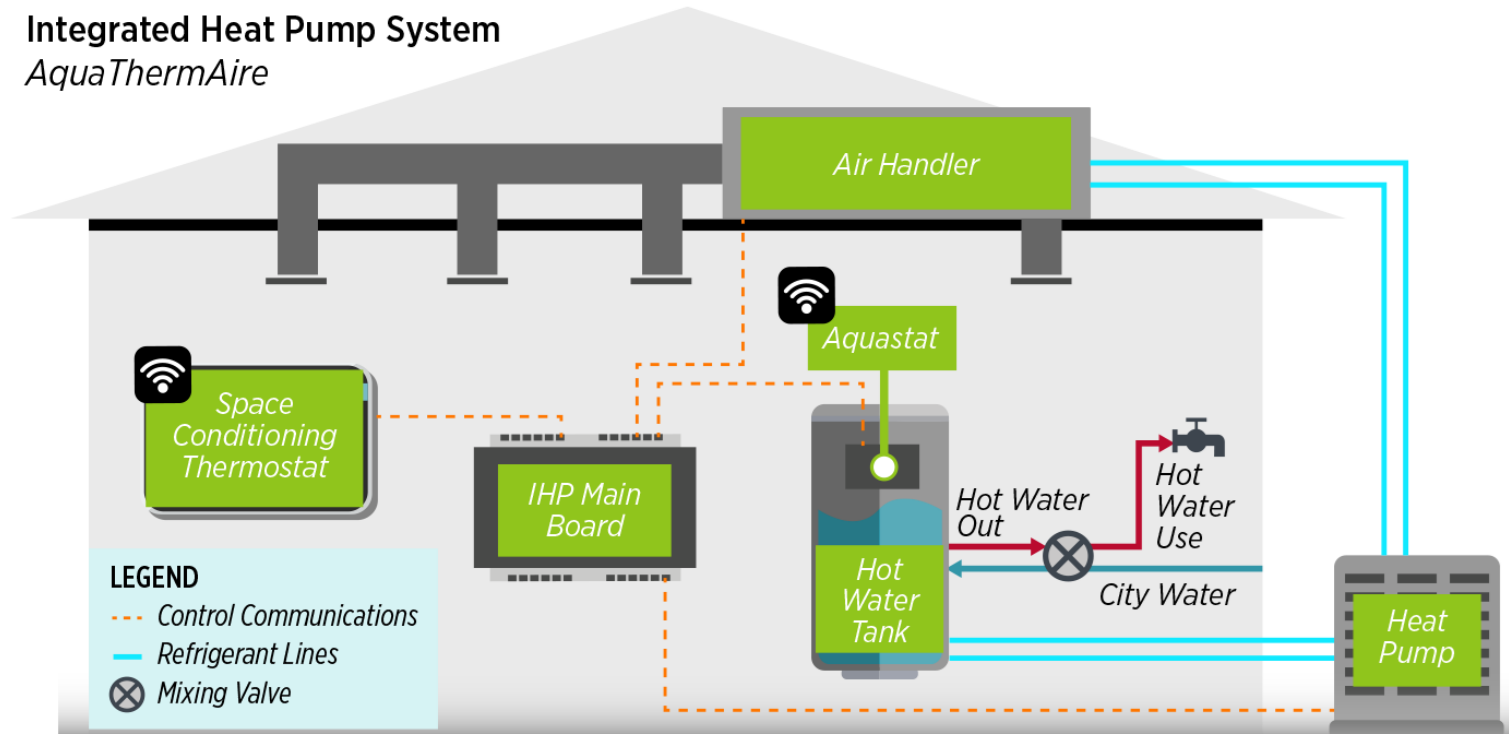 Integrated Heat Pump System
AquaThermAire
Air Handler
Aquastat
Space
Conditioning
Thermostat
IHP Main
Board
Hot Water
Out
Hot
Water
Use
Hot
Water
Tank
City Water
Heat
Pump
LEGEND
Control Communications
Refrigerant Lines
Mixing Valve